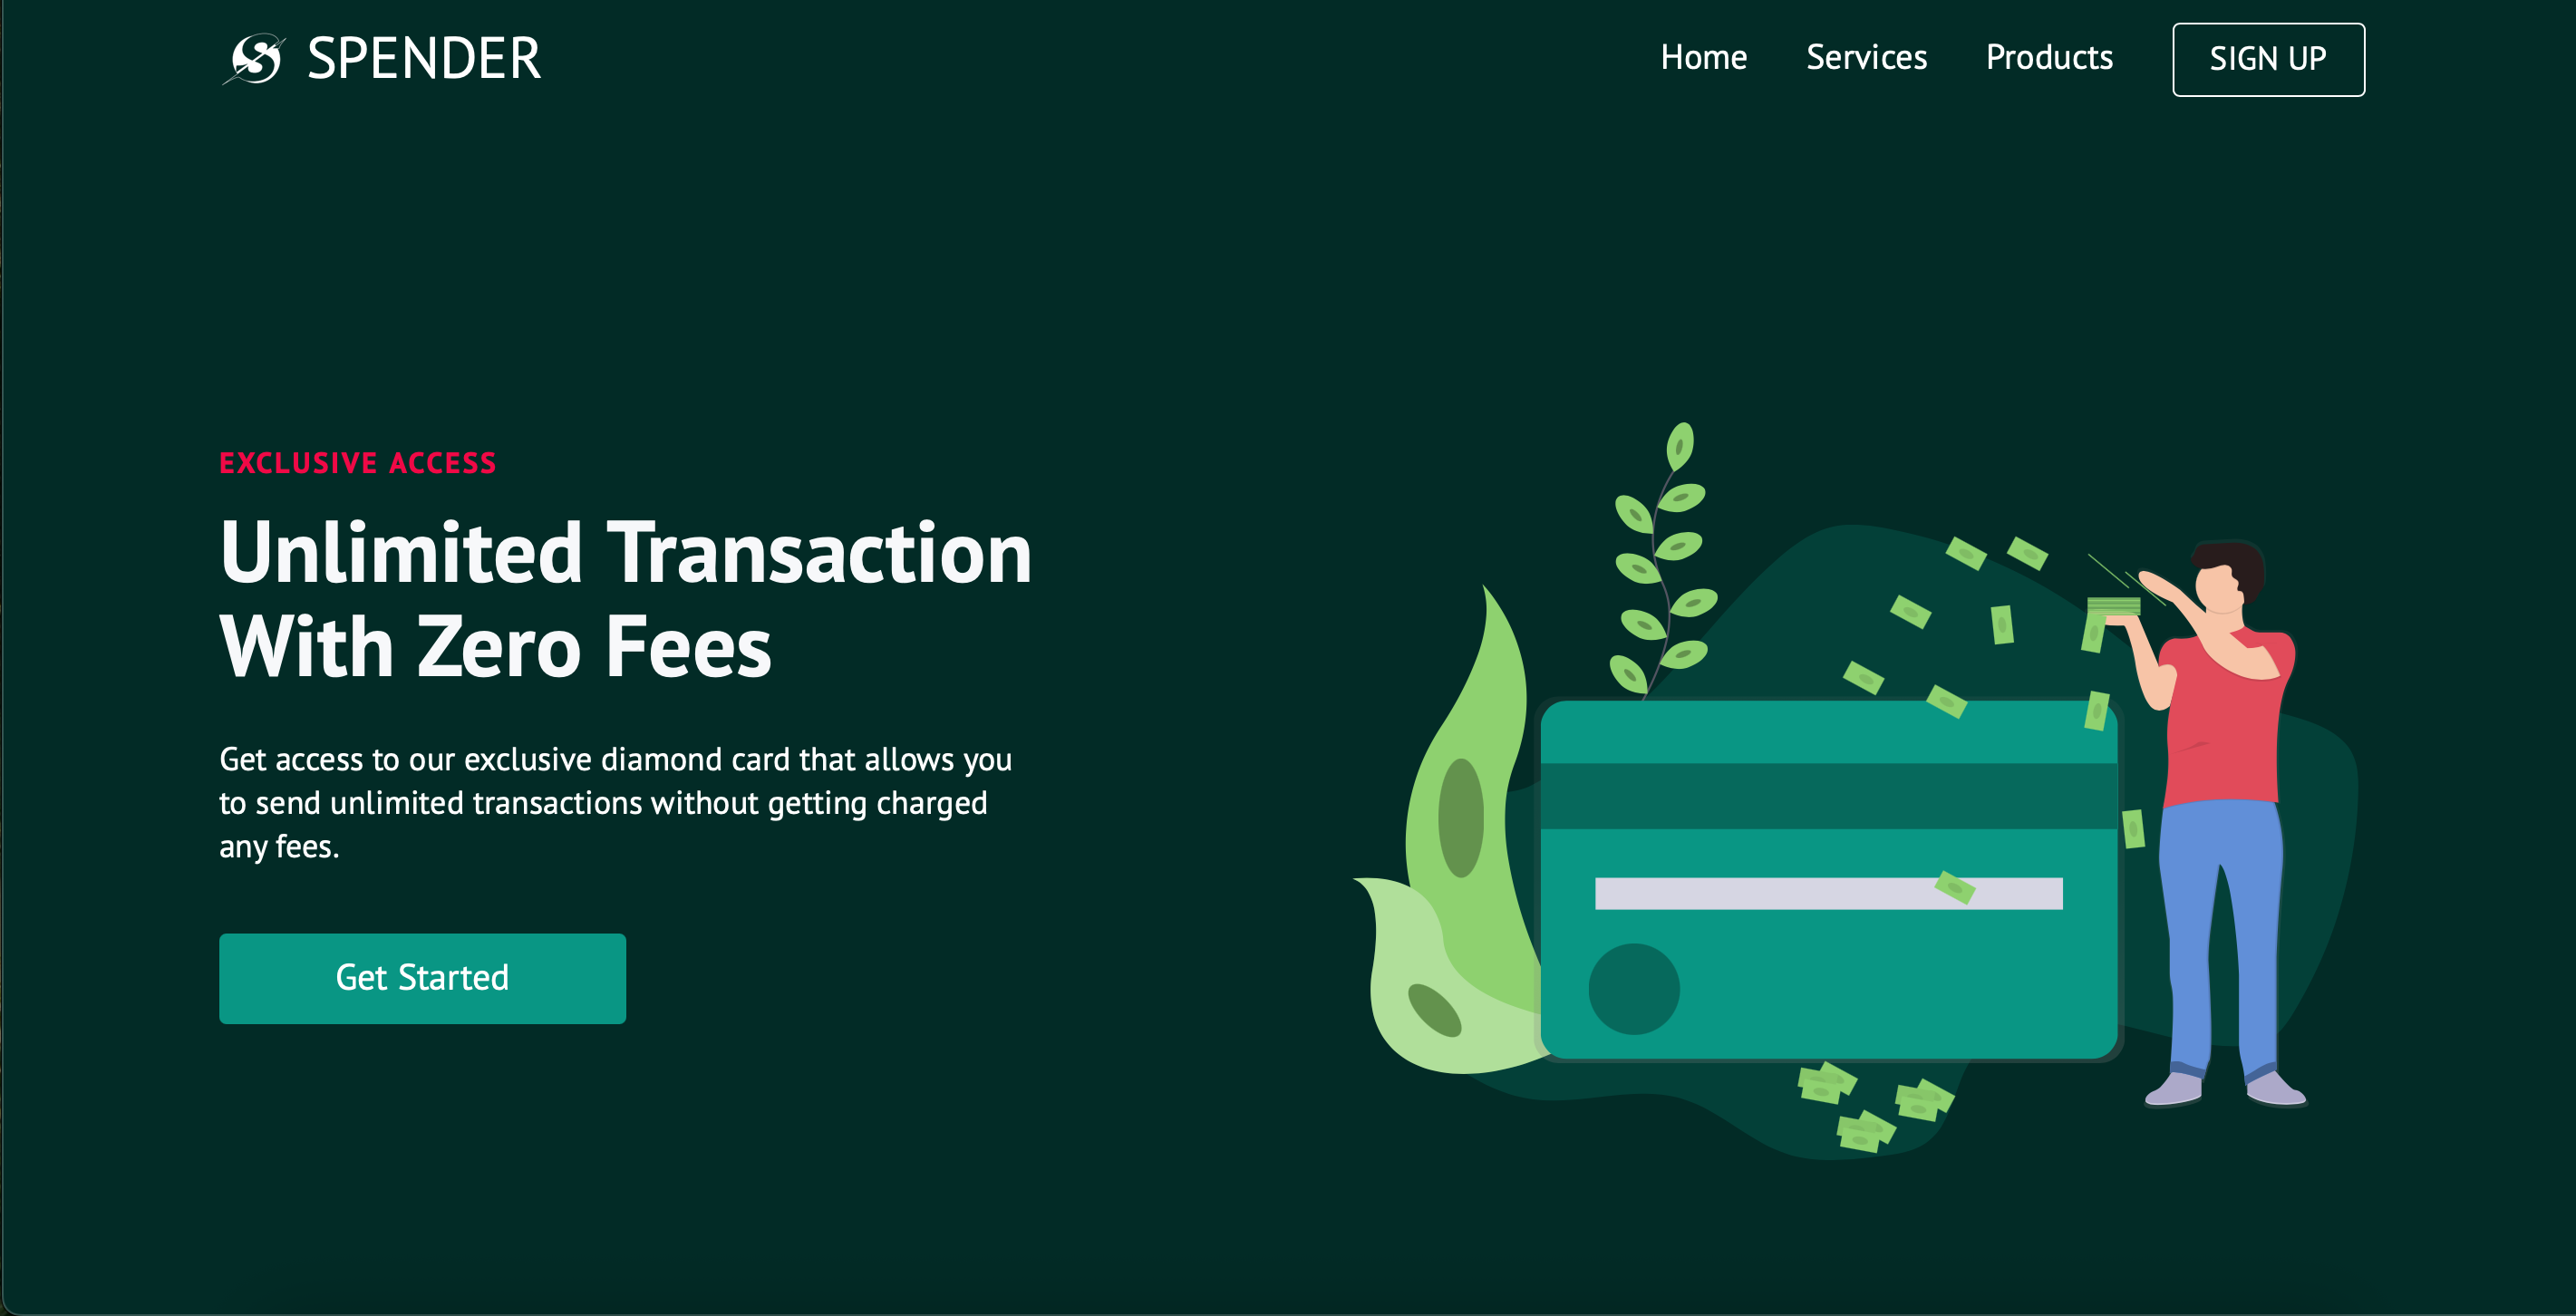 SPENDER
Home Services Products SIGN UP
EXCLUSIVE ACCESS
Unlimited Transaction
With Zero Fees
Get access to our exclusive diamond card that allows you
to send unlimited transactions without getting charged
any fees.
Get Started